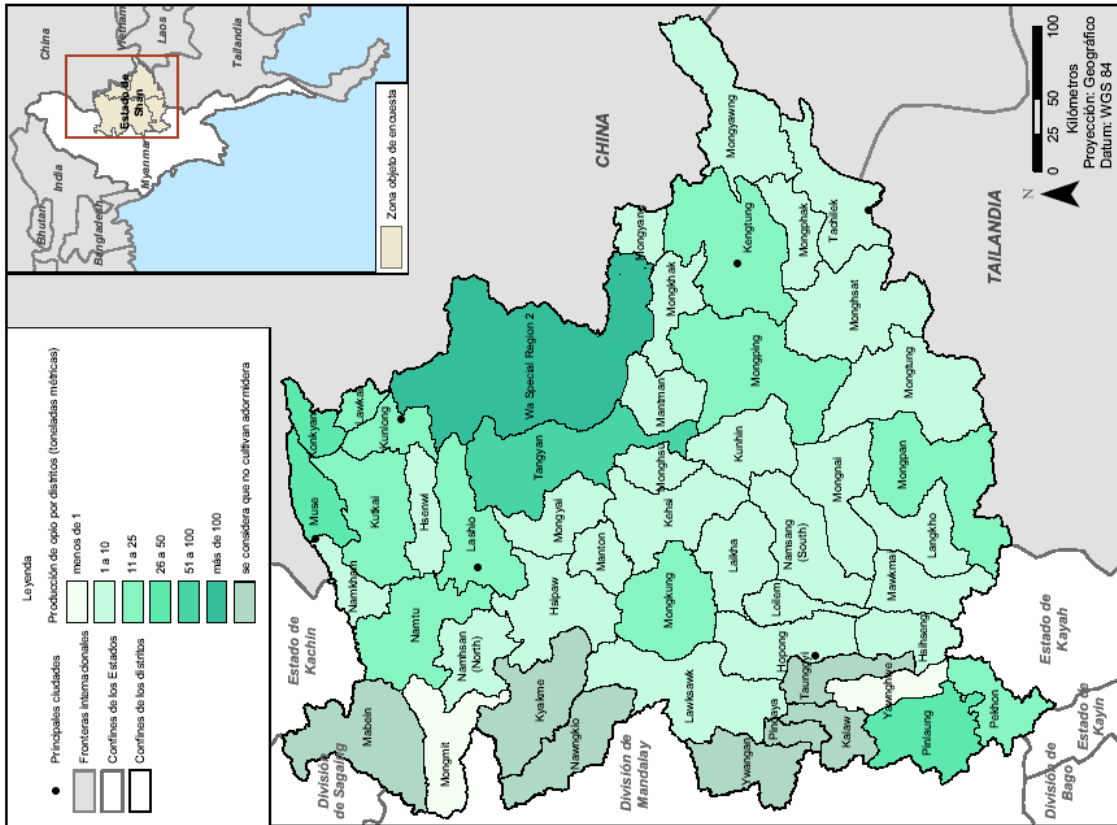 Leyenda
Principales ciudades
Fronteras internacionales
Confines de los Estados
Confines de los distritos
Producción de opio por distritos (toneladas métricas)
menos de 1
1 a 10
11 a 25
26 a 50
51 a 100
más de 100
se considera que no cultivan adormidera
China
India
Bhutan
Bangladesh
Myanmar
Vietnam
Laos
Tailandia
Estado de
Shan
Zona objeto de encuesta
Estado de
Kachin
División
de Sagaing
División de
Mandalay
División de
Bago
Estado de
Kayin
Estado de
Kayah
CHINA
TAILANDIA
Konkyan
Lawkai
Kunlong
Muse
Kutkai
Hsenwi
Namkham
Lashio
Namtu
Namhsan
(North)
Mabein
Mongmit
Kyakme
Nawngkio
Hsipaw
Mongyai
Manton
Tangyan
Wa Special Region 2
Mongyang
Mongkhak
Mantman
Monghsu
Kehsi
Mongkung
Laikha
Kunhin
Mongping
Kengtung
Mongyawng
Mongphak
Tachilek
Monghsat
Mongtung
Mongpan
Mongnai
Namsang
(South)
Loilem
Langkho
Mawkmai
Hopong
Hsihseng
Lawksawk
Taunggyi
Yawnghwe
Pindaya
Ywangan
Kalaw
Pinlaung
Pekhon
N
0 25 50 100
Kilómetros
Proyección: Geográfico
Datum: WGS 84